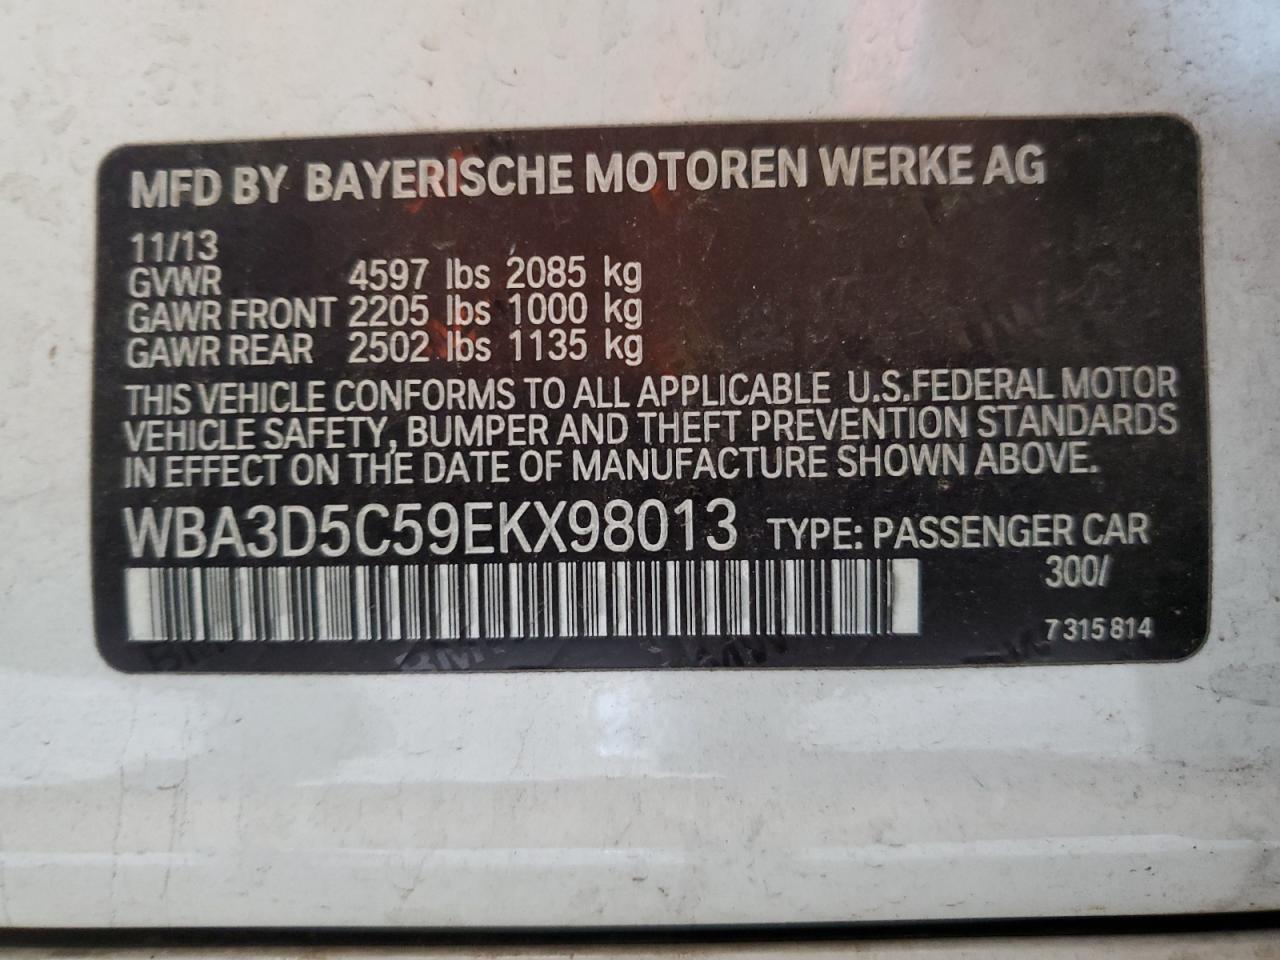 MFD BY BAYERISCHE MOTOREN WERKE AG
11/13
GVWR 4597 lbs 2085 kg
GAWR FRONT 2205 lbs 1000 kg
GAWR REAR 2502 lbs 1135 kg
THIS VEHICLE CONFORMS TO ALL APPLICABLE U.S.FEDERAL MOTOR
VEHICLE SAFETY, BUMPER AND THEFT PREVENTION STANDARDS
IN EFFECT ON THE DATE OF MANUFACTURE SHOWN ABOVE.
WBA3D5C59EKX98013 TYPE: PASSENGER CAR
300/
7 315 814
BMW